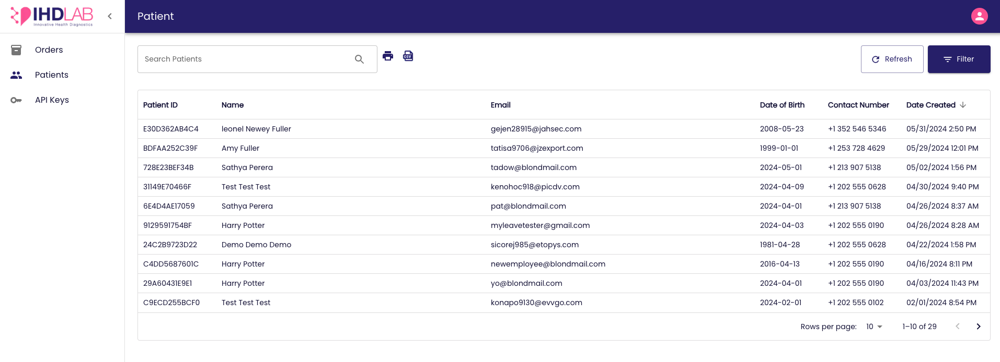 IHDLAB
Innovative Health Diagnostics
Patient
Orders
Patients
API Keys
Search Patients
CSV
Refresh
Filter
Patient ID Name Email Date of Birth Contact Number Date Created
E30D362AB4C4 leonel Newey Fuller gejen28915@jahsec.com 2008-05-23 +1 352 546 5346 05/31/2024 2:50 PM
BDFAA252C39F Amy Fuller tatisa9706@jzexport.com 1999-01-01 +1 253 728 4629 05/29/2024 12:01 PM
728E23BEF34B Sathya Perera tadow@blondmail.com 2024-05-01 +1 213 907 5138 05/02/2024 1:56 PM
31149E70466F Test Test Test kenohoc918@picdv.com 2024-04-09 +1 202 555 0628 04/30/2024 9:40 PM
6E4D4AE17059 Sathya Perera pat@blondmail.com 2024-04-01 +1 213 907 5138 04/26/2024 8:37 AM
9129591754BF Harry Potter myleavetester@gmail.com 2024-04-03 +1 202 555 0190 04/26/2024 8:28 AM
24C2B9723D22 Demo Demo Demo sicorej985@etopys.com 1981-04-28 +1 202 555 0628 04/22/2024 1:58 PM
C4DD5687601C Harry Potter newemployee@blondmail.com 2016-04-13 +1 202 555 0190 04/16/2024 8:11 PM
29A60431E9E1 Harry Potter yo@blondmail.com 2024-04-01 +1 202 555 0190 04/03/2024 11:43 PM
C9ECD255BCF0 Test Test Test konapo9130@evvgo.com 2024-02-01 +1 202 555 0102 02/01/2024 8:54 PM
Rows per page: 10 1–10 of 29